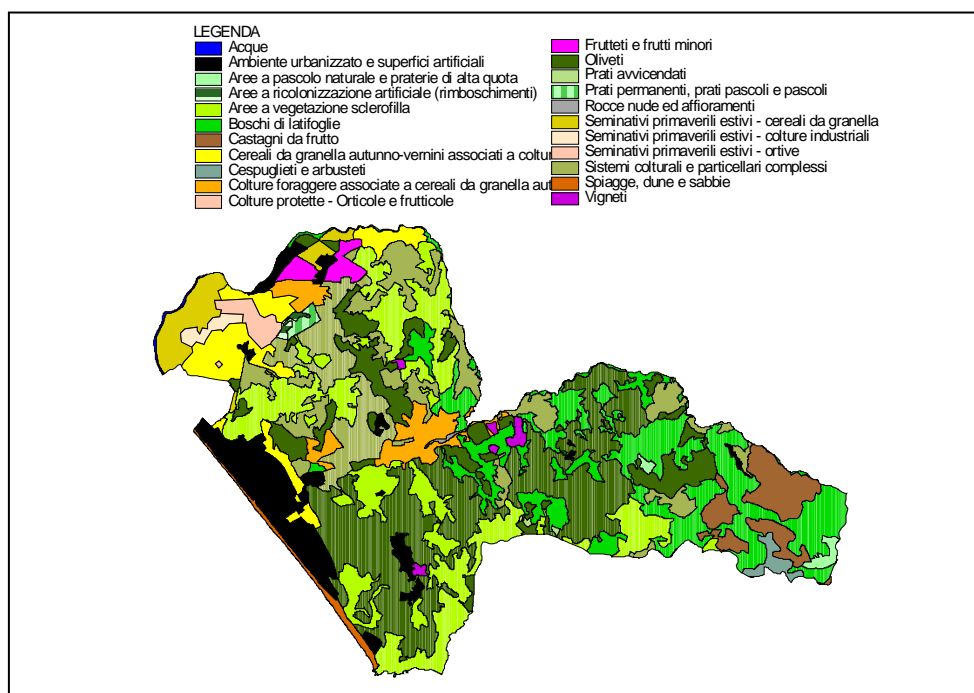 LEGENDA
Acque
Ambiente urbanizzato e superfici artificiali
Aree a pascolo naturale e praterie di alta quota
Aree a ricolonizzazione artificiale (rimboschimenti)
Aree a vegetazione sclerofilla
Boschi di latifoglie
Castagni da frutto
Cereali da granella autunno-vernini associati a coltu
Cespuglieti e arbusteti
Colture foraggere associate a cereali da granella aut
Colture protette - Orticole e frutticole
Frutteti e frutti minori
Oliveti
Prati avvicendati
Prati permanenti, prati pascoli e pascoli
Rocce nude ed affioramenti
Seminativi primaverili estivi - cereali da granella
Seminativi primaverili estivi - colture industriali
Seminativi primaverili estivi - ortive
Sistemi colturali e particellari complessi
Spiagge, dune e sabbie
Vigneti